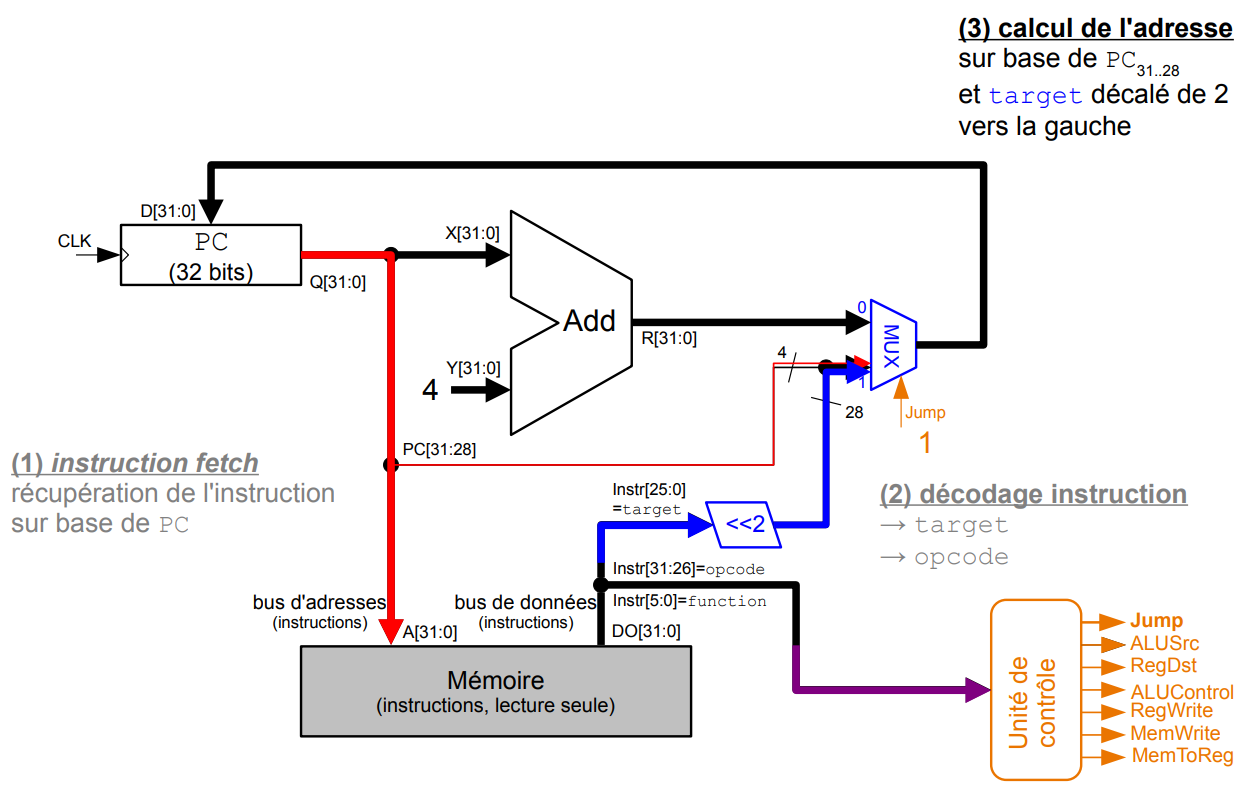 (3) calcul de l'adresse
sur base de PC31..28
et target décalé de 2
vers la gauche
D[31:0]
CLK
PC
(32 bits)
Q[31:0]
X[31:0]
Add
Y[31:0]
4
R[31:0]
0
MUX
1
4
28
Jump
1
PC[31:28]
(1) instruction fetch
récupération de l'instruction
sur base de PC
(2) décodage instruction
→ target
→ opcode
Instr[25:0]
=target
<<2
Instr[31:26]=opcode
Instr[5:0]=function
bus d'adresses
(instructions)
A[31:0]
bus de données
(instructions)
DO[31:0]
Mémoire
(instructions, lecture seule)
Unité de
contrôle
Jump
ALUSrc
RegDst
ALUControl
RegWrite
MemWrite
MemToReg